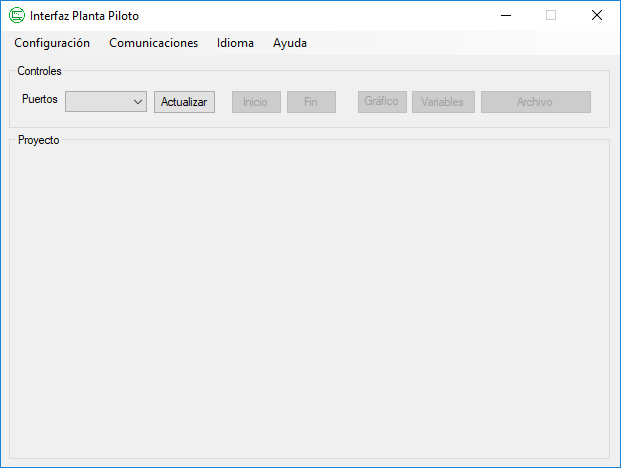 Interfaz Planta Piloto
Configuración Comunicaciones Idioma Ayuda
Controles
Puertos Actualizar Inicio Fin Gráfico Variables Archivo
Proyecto